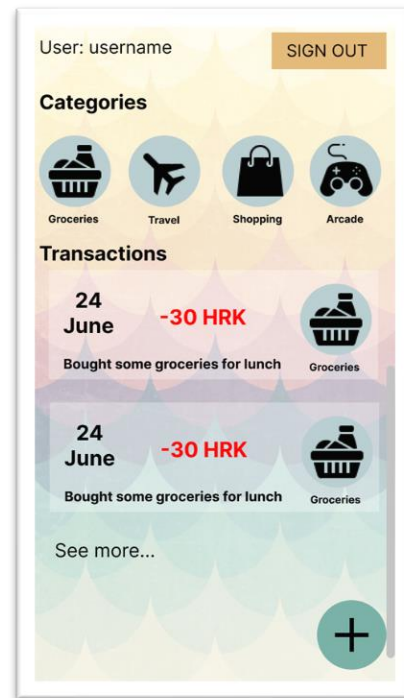 User: username
SIGN OUT
Categories
Groceries
Travel
Shopping
Arcade
Transactions
24
June
-30 HRK
Bought some groceries for lunch
Groceries
24
June
-30 HRK
Bought some groceries for lunch
Groceries
See more...
+